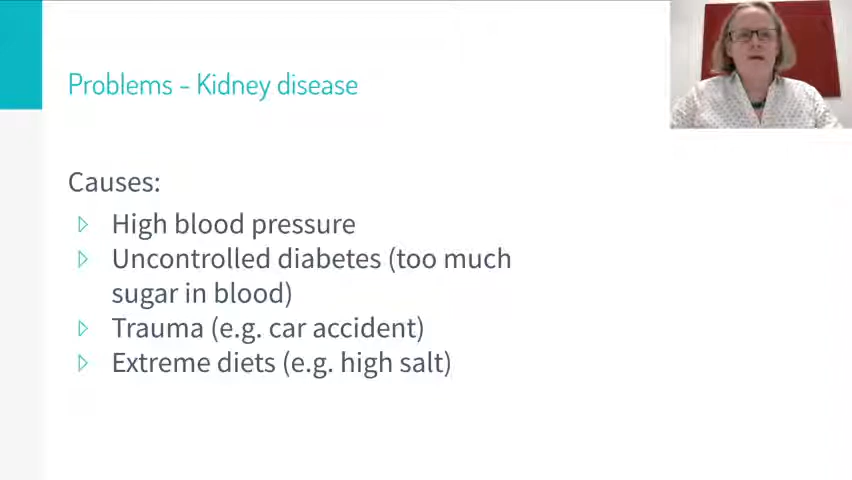 Problems - Kidney disease
Causes:
High blood pressure
Uncontrolled diabetes (too much
sugar in blood)
Trauma (e.g. car accident)
Extreme diets (e.g. high salt)